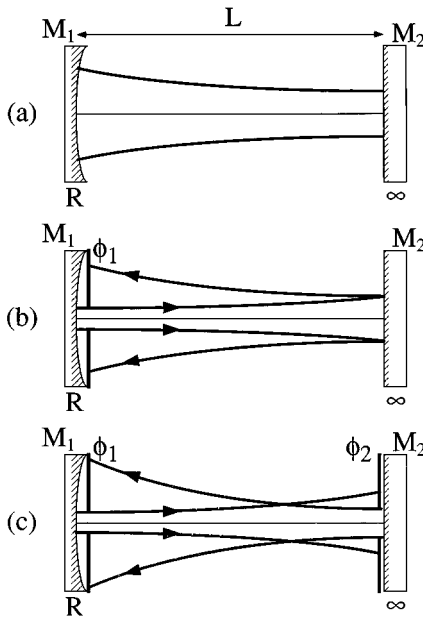 L
M₁ M₂
(a)
R ∞
M₁ ϕ₁ M₂
(b)
R ∞
M₁ ϕ₁ ϕ₂ M₂
(c)
R ∞